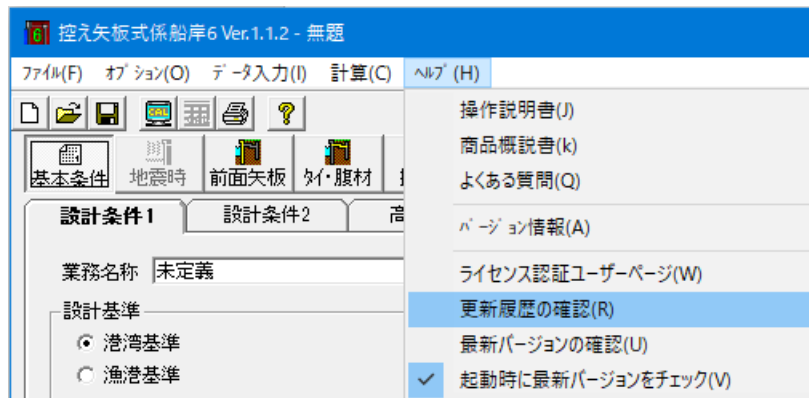 控え矢板式係船岸6 Ver.1.1.2 - 無題
ファイル(F) オプション(O) データ入力(I) 計算(C) ヘルプ(H)
CAL
基本条件 地震時 前面矢板 タイ・腹材
設計条件1 設計条件2
業務名称 未定義
設計基準
港湾基準
漁港基準
操作説明書(J)
商品概説書(k)
よくある質問(Q)
バージョン情報(A)
ライセンス認証ユーザーページ(W)
更新履歴の確認(R)
最新バージョンの確認(U)
起動時に最新バージョンをチェック(V)